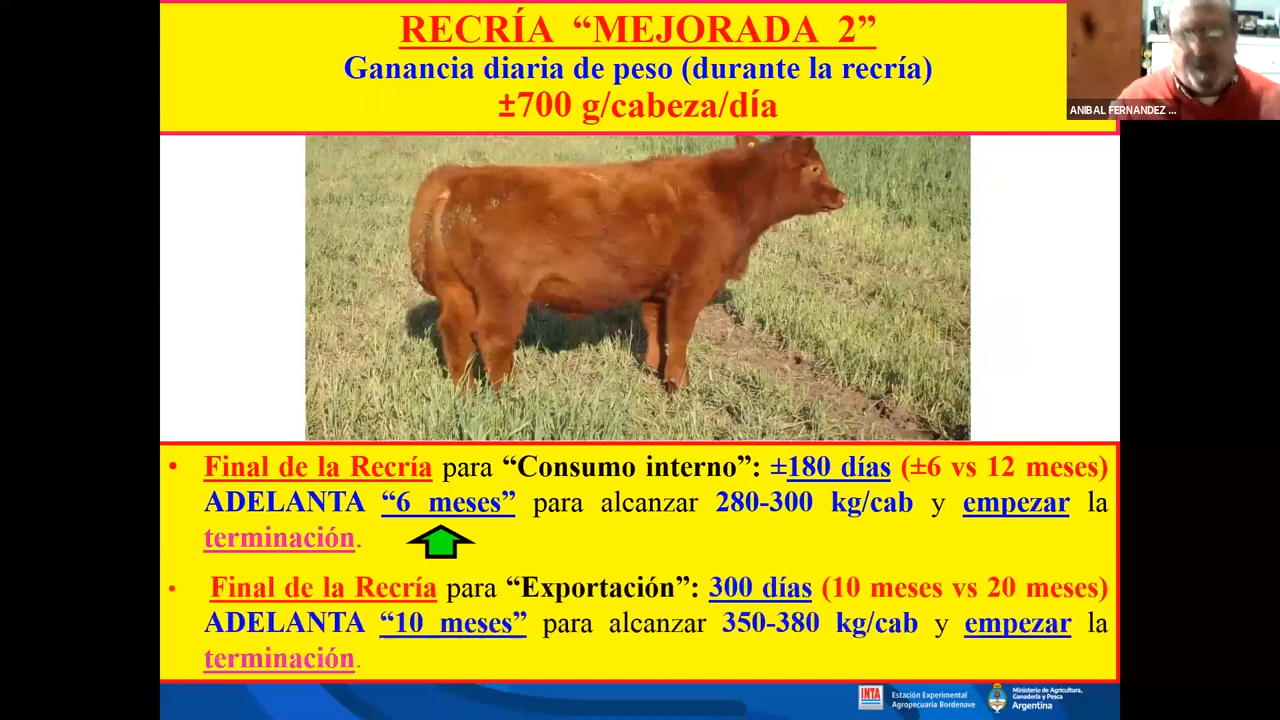 RECRÍA “MEJORADA 2”
Ganancia diaria de peso (durante la recría)
±700 g/cabeza/día
ANIBAL FERNANDEZ ...
• Final de la Recría para “Consumo interno”: ±180 días (±6 vs 12 meses)
ADELANTA “6 meses” para alcanzar 280-300 kg/cab y empezar la
terminación.
• Final de la Recría para “Exportación”: 300 días (10 meses vs 20 meses)
ADELANTA “10 meses” para alcanzar 350-380 kg/cab y empezar la
terminación.
INTA
Estación Experimental
Agropecuaria Bordenave
Ministerio de Agricultura,
Ganadería y Pesca
Argentina